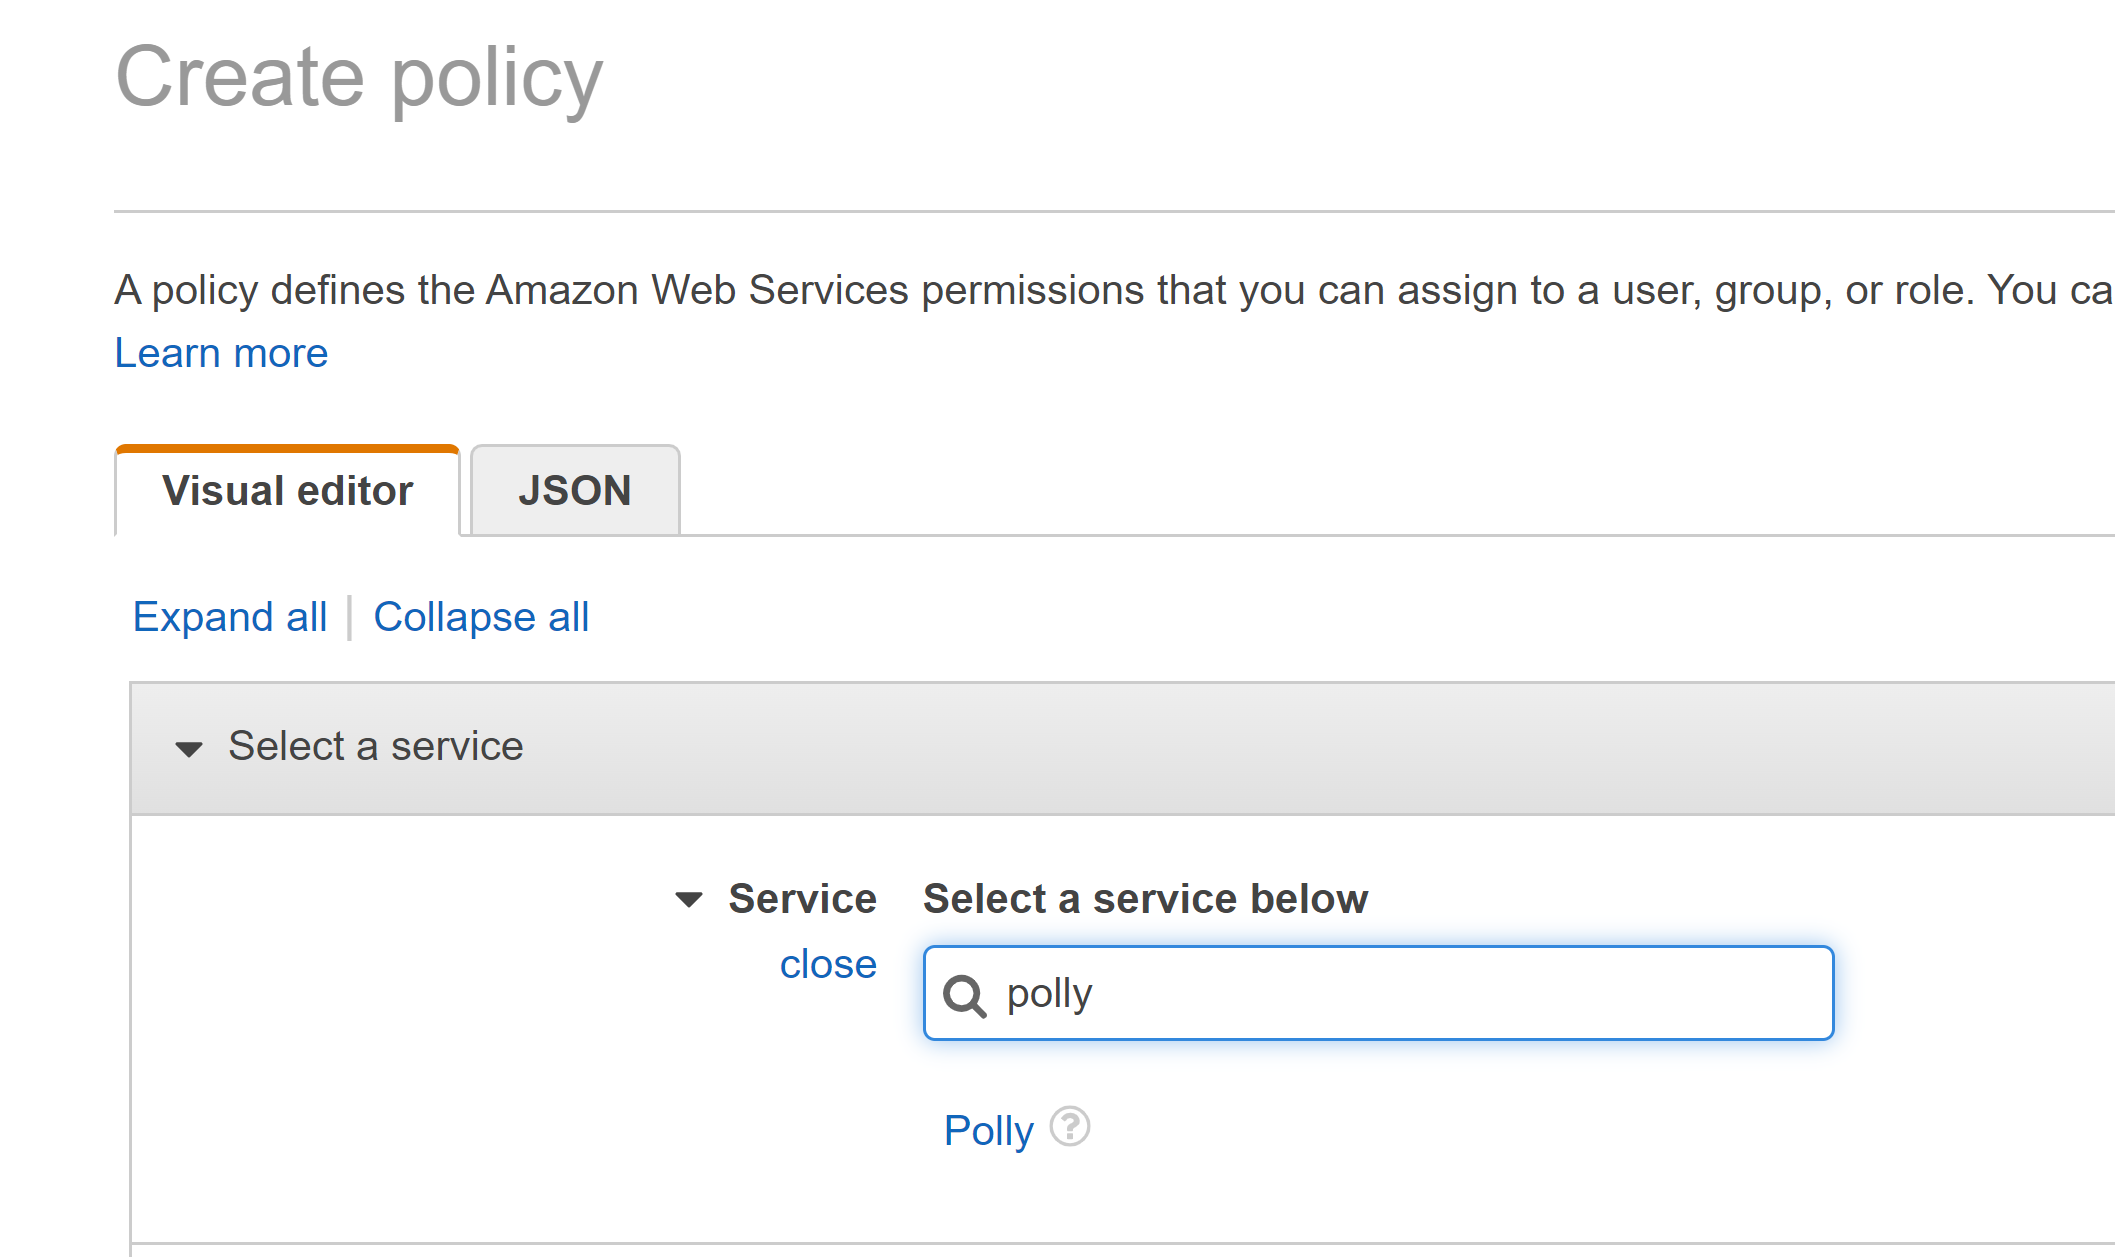 Create policy
A policy defines the Amazon Web Services permissions that you can assign to a user, group, or role. You ca
Learn more
Visual editor JSON
Expand all | Collapse all
Select a service
Service Select a service below
close
polly
Polly ?